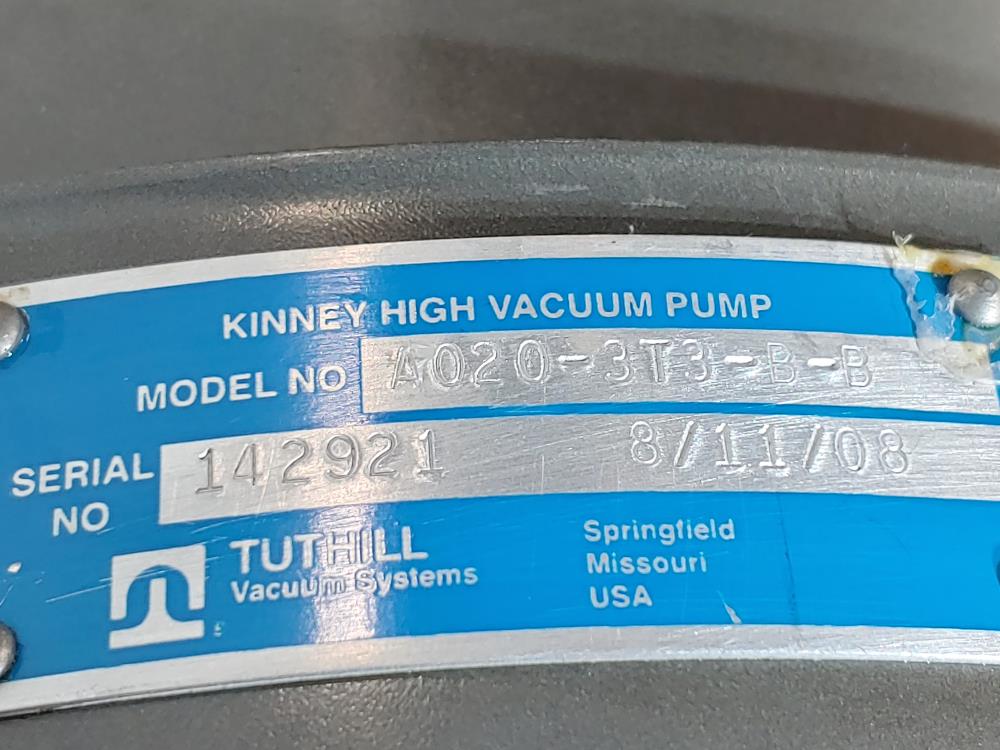 KINNEY HIGH VACUUM PUMP
MODEL NO A020-3T3-B-B
SERIAL NO 142921 8/11/08
TUTHILL
Vacuum Systems
Springfield
Missouri
USA